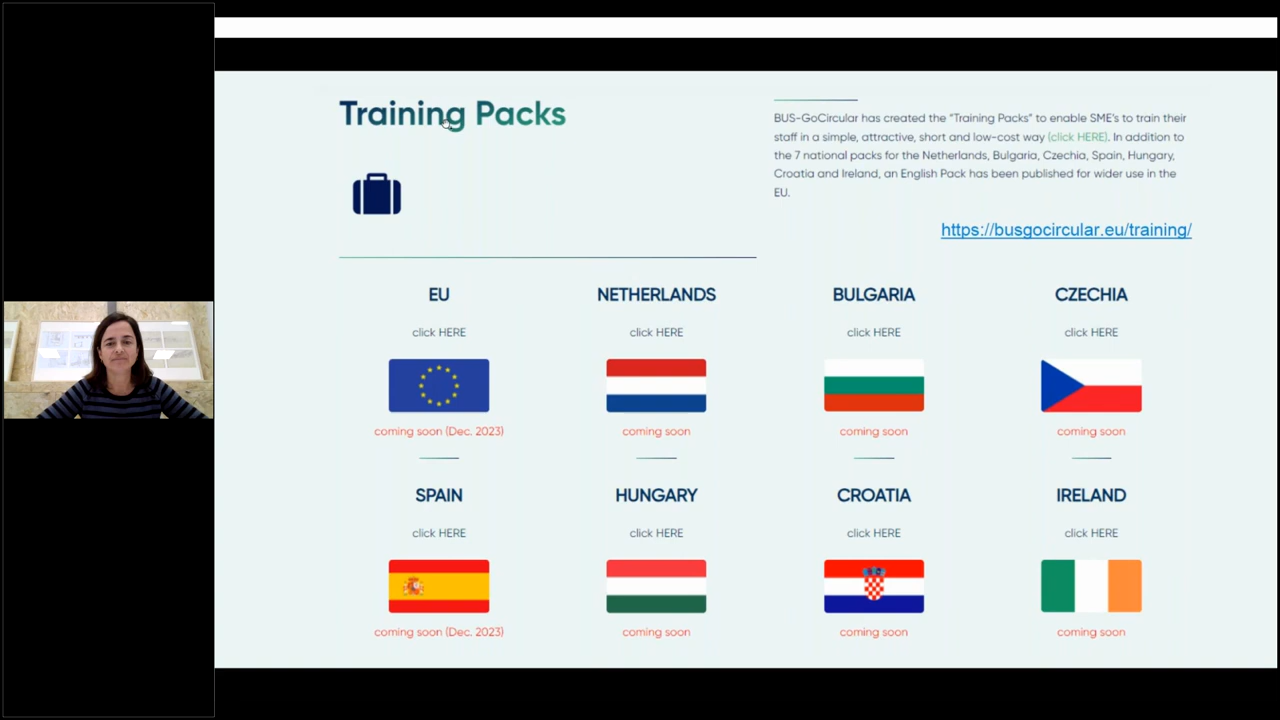 Training Packs
BUS-GoCircular has created the "Training Packs" to enable SME's to train their
staff in a simple, attractive, short and low-cost way (click HERE). In addition to
the 7 national packs for the Netherlands, Bulgaria, Czechia, Spain, Hungary,
Croatia and Ireland, an English Pack has been published for wider use in the
EU.
https://busgocircular.eu/training/
EU
NETHERLANDS
BULGARIA
CZECHIA
click HERE
click HERE
click HERE
click HERE
coming soon (Dec. 2023)
coming soon
coming soon
coming soon
SPAIN
HUNGARY
CROATIA
IRELAND
click HERE
click HERE
click HERE
click HERE
coming soon (Dec. 2023)
coming soon
coming soon
coming soon